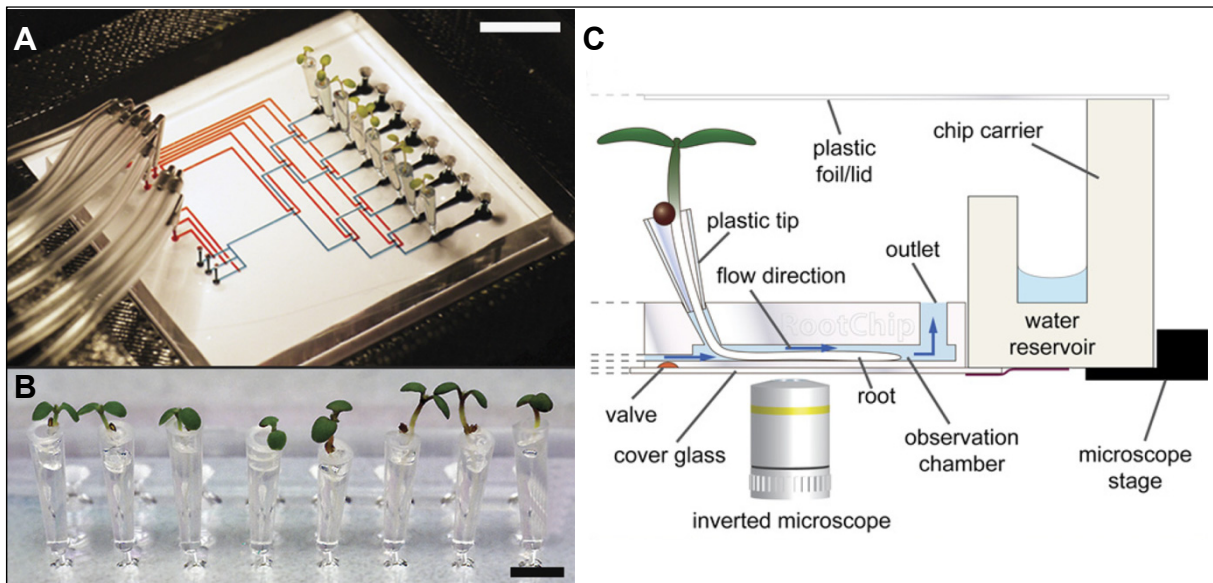 A
B
C
plastic
foil/lid
chip carrier
plastic tip
flow direction
outlet
RootChip
water
reservoir
valve
root
cover glass
observation
chamber
microscope
stage
inverted microscope